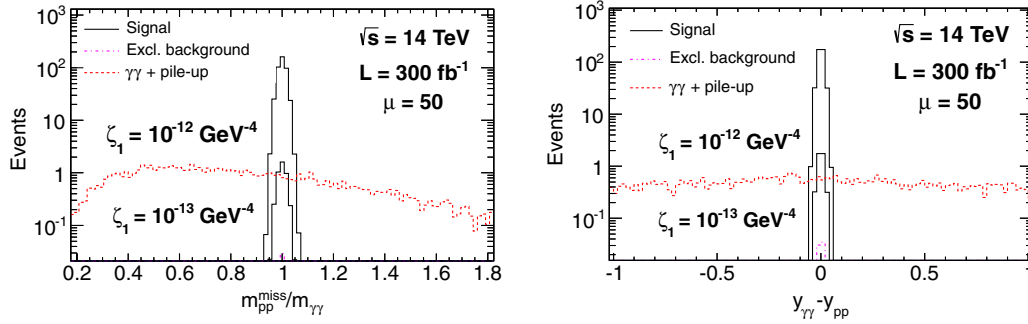 Events
10³
10²
10
1
10⁻¹
Signal
Excl. background
γγ + pile-up
√s = 14 TeV
L = 300 fb⁻¹
μ = 50
ζ₁ = 10⁻¹² GeV⁻⁴
ζ₁ = 10⁻¹³ GeV⁻⁴
0.2 0.4 0.6 0.8 1.0 1.2 1.4 1.6 1.8
m_pp^miss/m_γγ
Events
10³
10²
10
1
10⁻¹
Signal
Excl. background
γγ + pile-up
√s = 14 TeV
L = 300 fb⁻¹
μ = 50
ζ₁ = 10⁻¹² GeV⁻⁴
ζ₁ = 10⁻¹³ GeV⁻⁴
-1 -0.5 0 0.5
y_γγ-y_pp